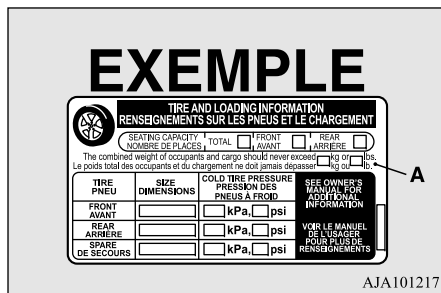 EXEMPLE
TIRE AND LOADING INFORMATION
RENSEIGNEMENTS SUR LES PNEUS ET LE CHARGEMENT
SEATING CAPACITY
NOMBRE DE PLACES
TOTAL
FRONT
AVANT
REAR
ARRIÈRE
The combined weight of occupants and cargo should never exceed kg or lbs.
Le poids total des occupants et du chargement ne doit jamais dépasser kg ou lb.
A
TIRE
PNEU
SIZE
DIMENSIONS
COLD TIRE PRESSURE
PRESSION DES
PNEUS À FROID
SEE OWNER'S
MANUAL FOR
ADDITIONAL
INFORMATION
VOIR LE MANUEL
DE L'USAGER
POUR PLUS DE
RENSEIGNEMENTS
FRONT
AVANT
kPa, psi
REAR
ARRIÈRE
kPa, psi
SPARE
DE SECOURS
kPa, psi
AJA101217